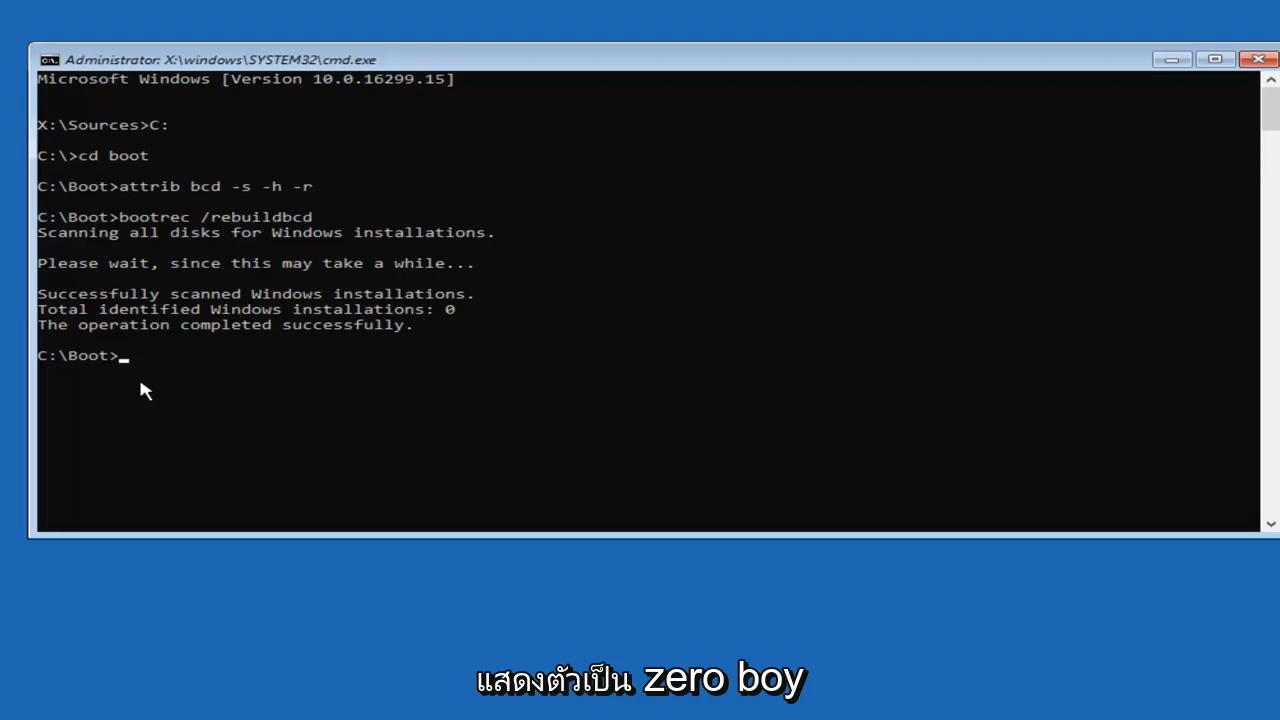 Administrator: X:\windows\SYSTEM32\cmd.exe
Microsoft Windows [Version 10.0.16299.15]
X:\Sources>C:
C:\>cd boot
C:\Boot>attrib bcd -s -h -r
C:\Boot>bootrec /rebuildbcd
Scanning all disks for Windows installations.
Please wait, since this may take a while...
Successfully scanned Windows installations.
Total identified Windows installations: 0
The operation completed successfully.
C:\Boot>_
แสดงตัวเป็น zero boy